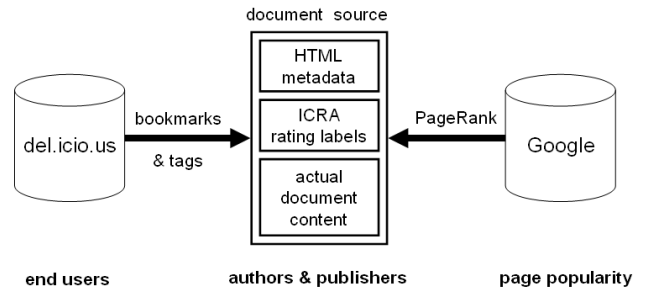 document source
HTML
metadata
del.icio.us
bookmarks
& tags
ICRA
rating labels
PageRank
Google
actual
document
content
end users
authors & publishers
page popularity